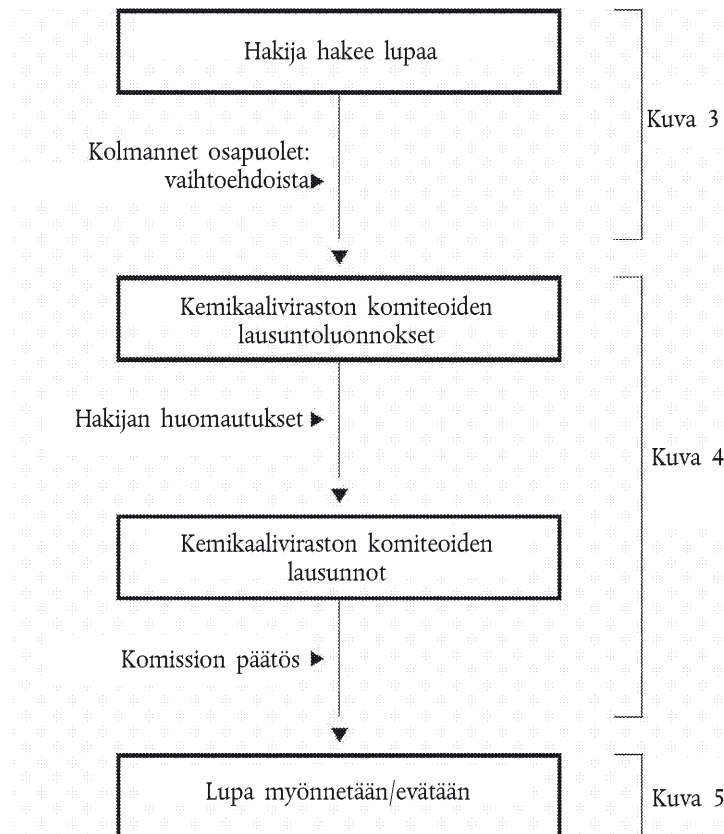 Hakija hakee lupaa
Kuva 3
Kolmannet osapuolet:
vaihtoehdoista
Kemikaaliviraston komiteoiden
lausuntoluonnokset
Hakijan huomautukset
Kuva 4
Kemikaaliviraston komiteoiden
lausunnot
Komission päätös
Lupa myönnetään/evätään
Kuva 5